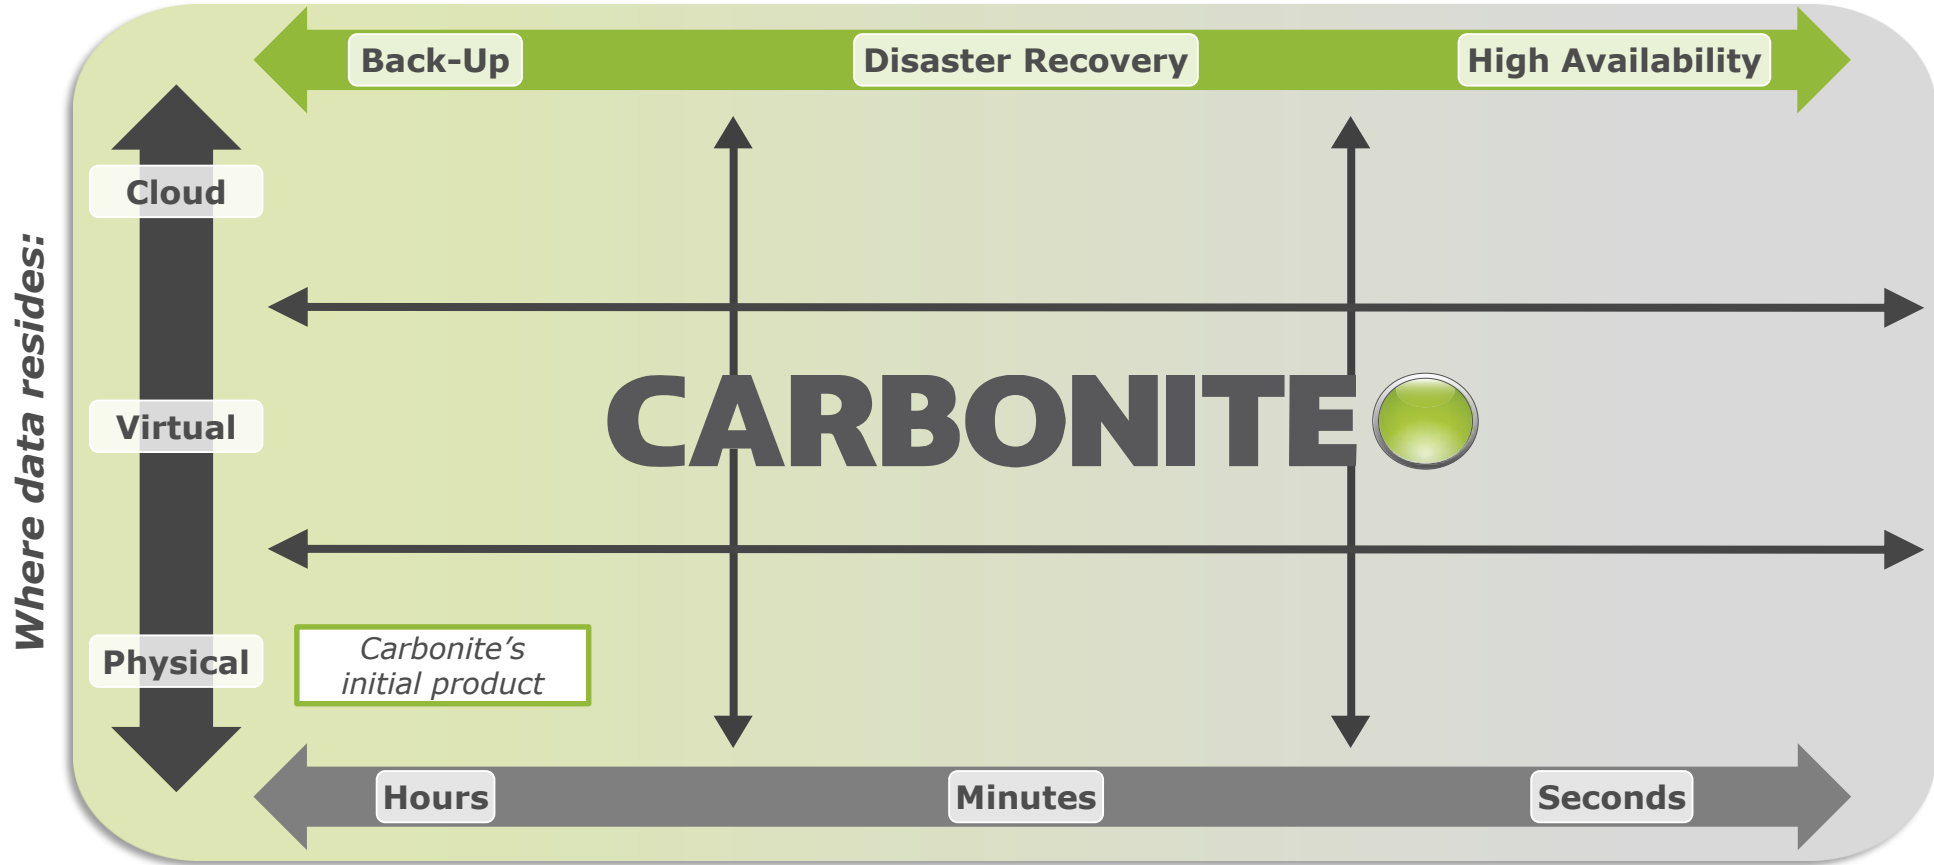 Back-Up
Disaster Recovery
High Availability
Where data resides:
Cloud
Virtual
CARBONITE
Physical
Carbonite’s
initial product
Hours
Minutes
Seconds